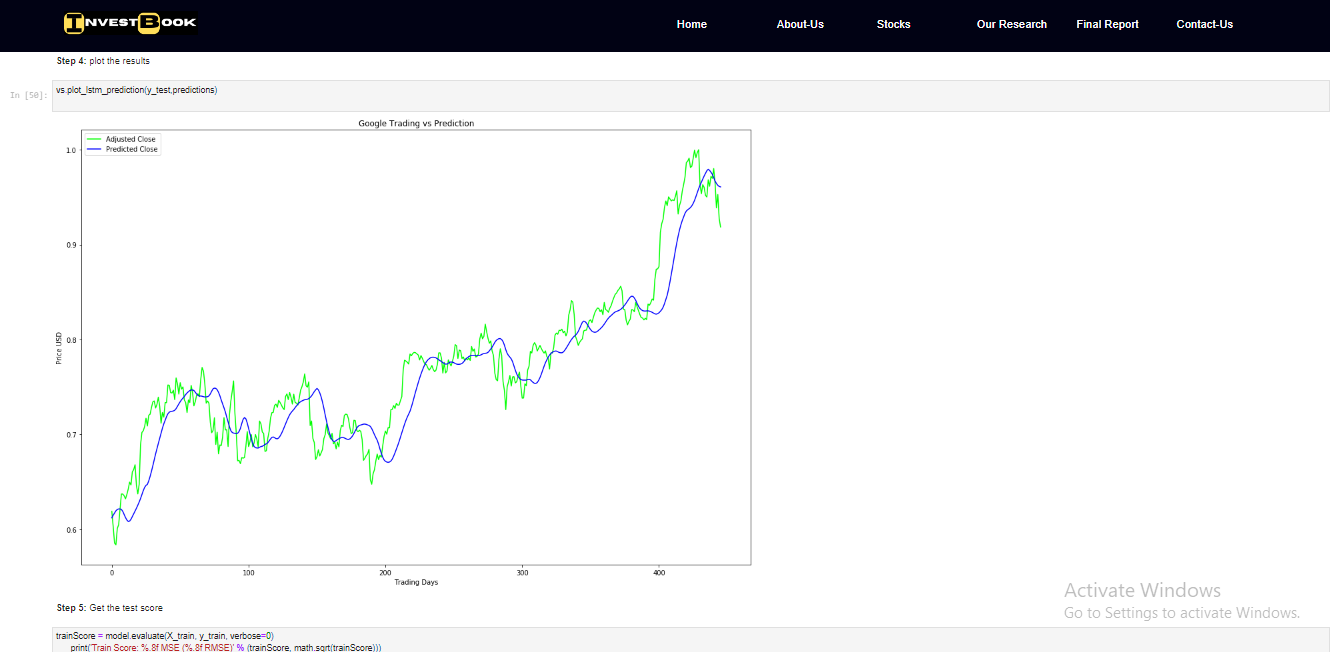 INVESTBOOK
Home About-Us Stocks Our Research Final Report Contact-Us
Step 4: plot the results
In [50]:
vs.plot_lstm_prediction(y_test,predictions)
Google Trading vs Prediction
Adjusted Close
Predicted Close
1.0
0.9
0.8
0.7
0.6
Price USD
0 100 200 300 400
Trading Days
Activate Windows
Go to Settings to activate Windows.
Step 5: Get the test score
trainScore = model.evaluate(X_train, y_train, verbose=0)
print('Train Score: %.8f MSE (%.8f RMSE)' % (trainScore, math.sqrt(trainScore)))